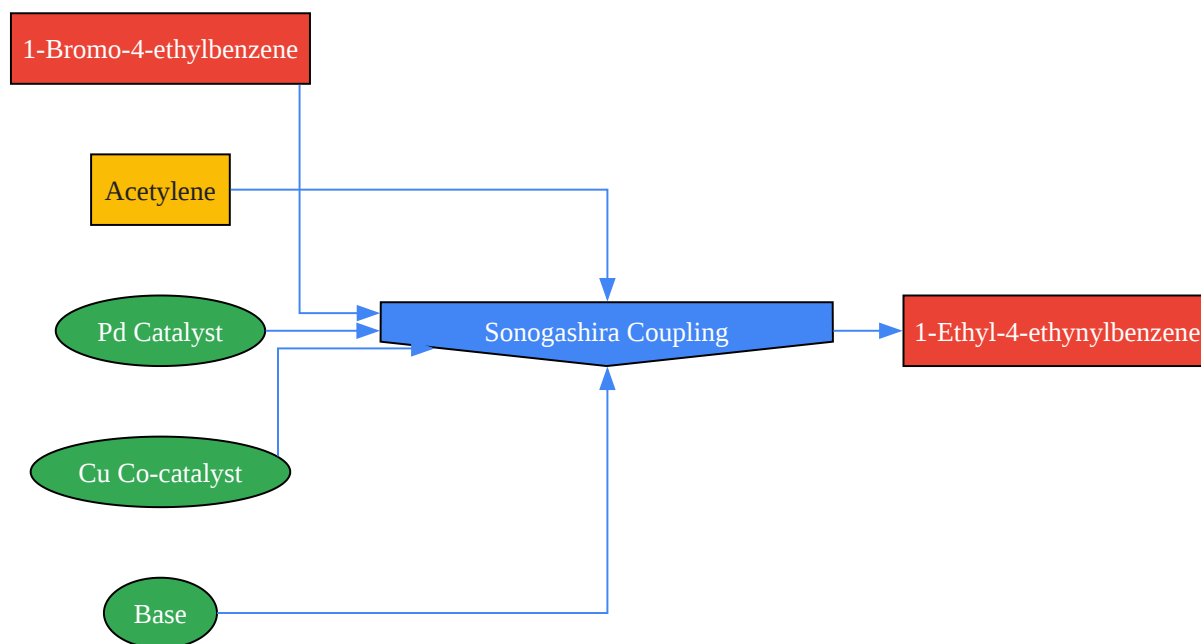 1-Bromo-4-ethylbenzene
Acetylene
Pd Catalyst
Sonogashira Coupling
1-Ethyl-4-ethynylbenzene
Cu Co-catalyst
Base